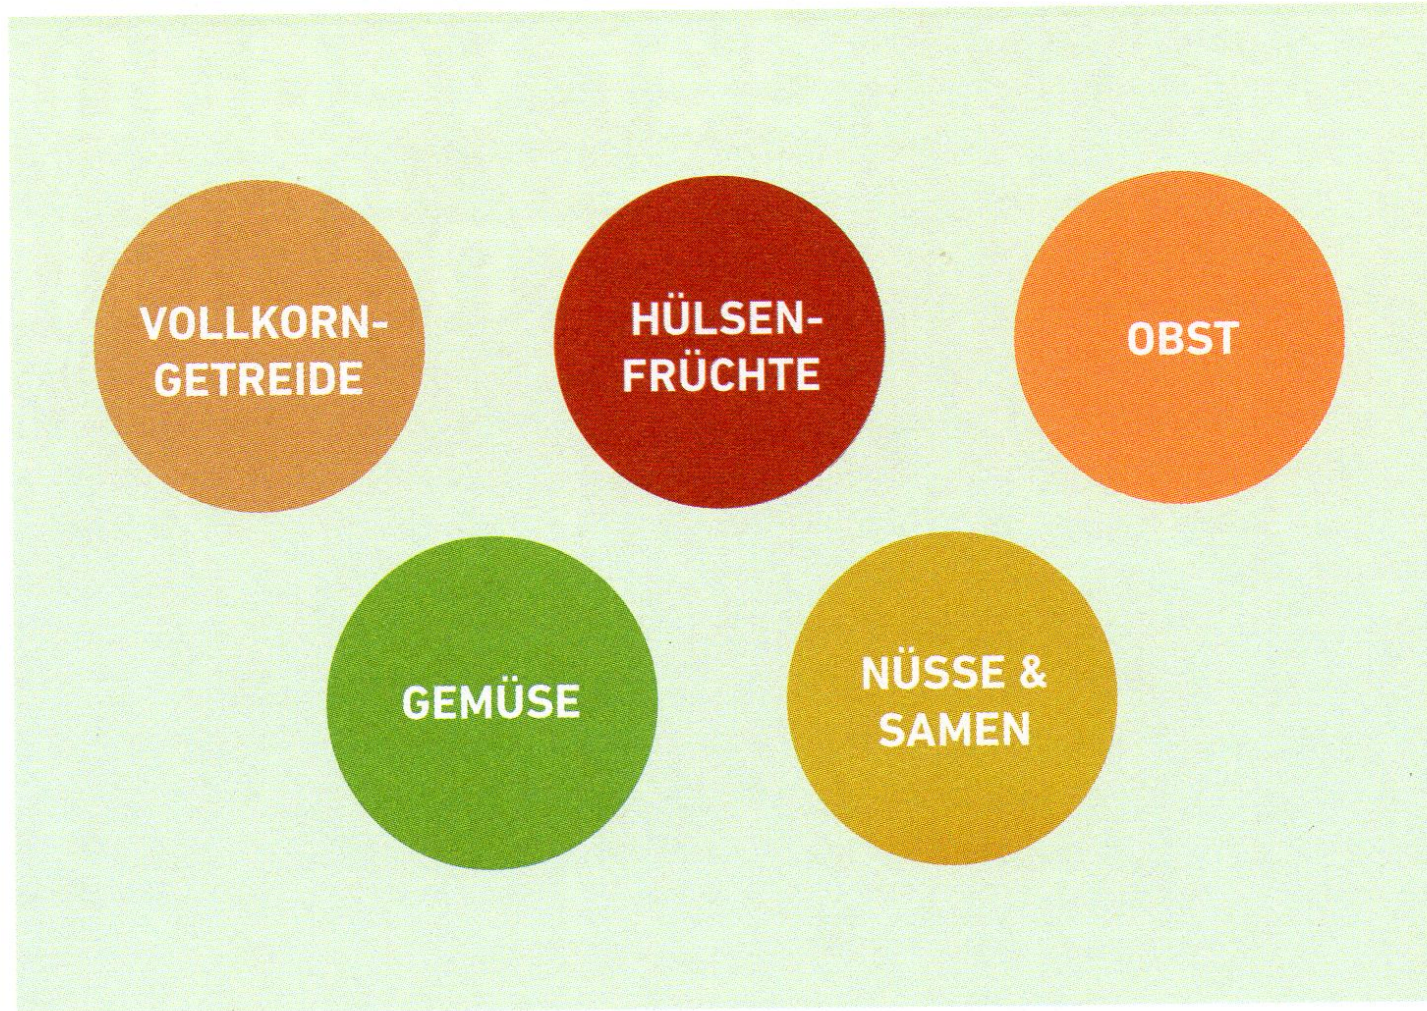 VOLLKORN-
GETREIDE
HÜLSEN-
FRÜCHTE
OBST
GEMÜSE
NÜSSE &
SAMEN